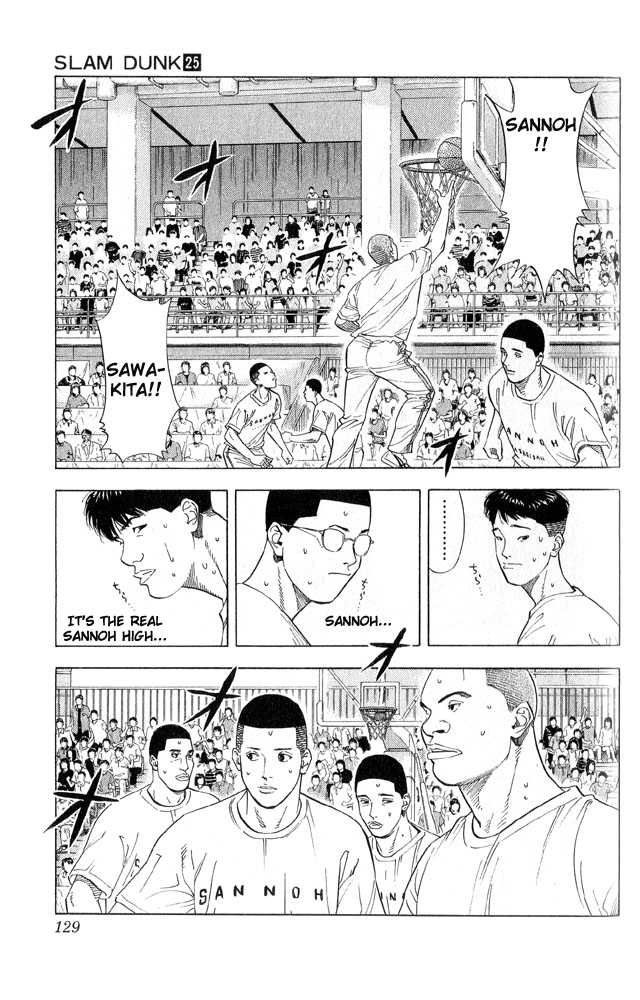 SLAM DUNK 25
SANNOH
!!
SAWA-
KITA!!
SANNOH
IT'S THE REAL
SANNOH HIGH...
SANNOH...
.........
SANNOH
129